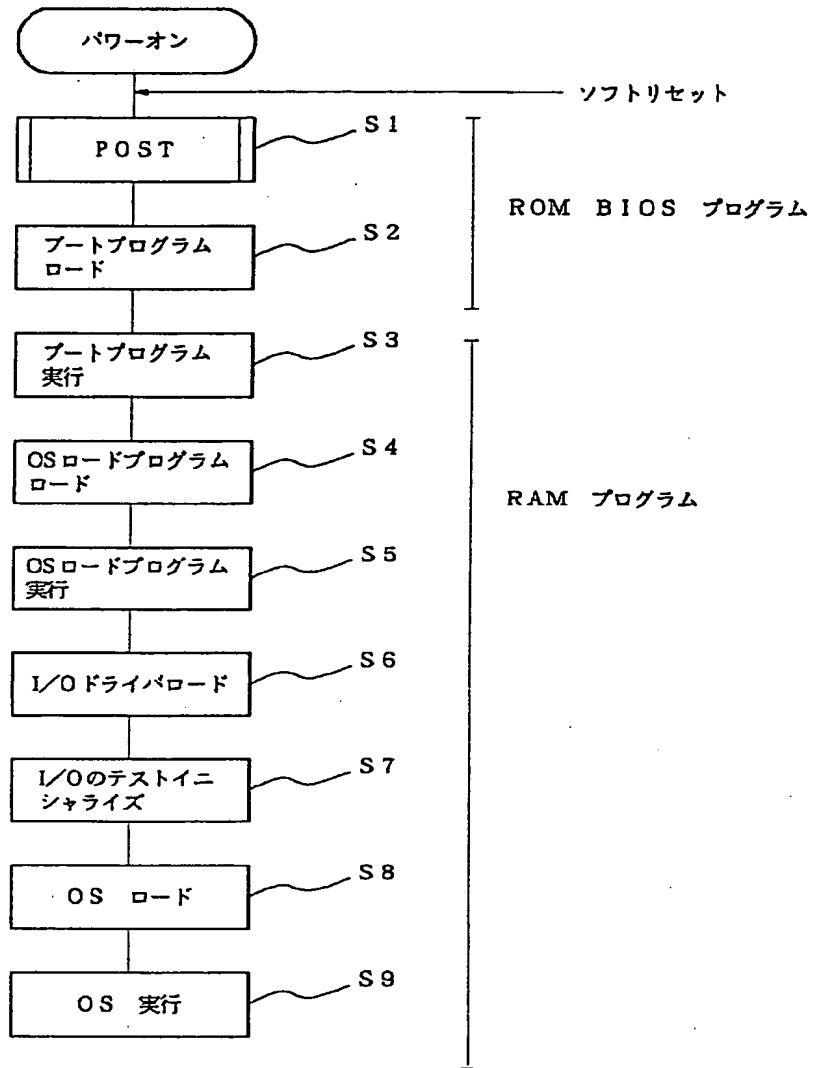 パワーオン
ソフトリセット
POST
S1
ROM BIOS プログラム
ブートプログラム
ロード
S2
ブートプログラム
実行
S3
OSロードプログラム
ロード
S4
RAM プログラム
OSロードプログラム
実行
S5
I/Oドライバロード
S6
I/Oのテストイニ
シャライズ
S7
OS ロード
S8
OS 実行
S9